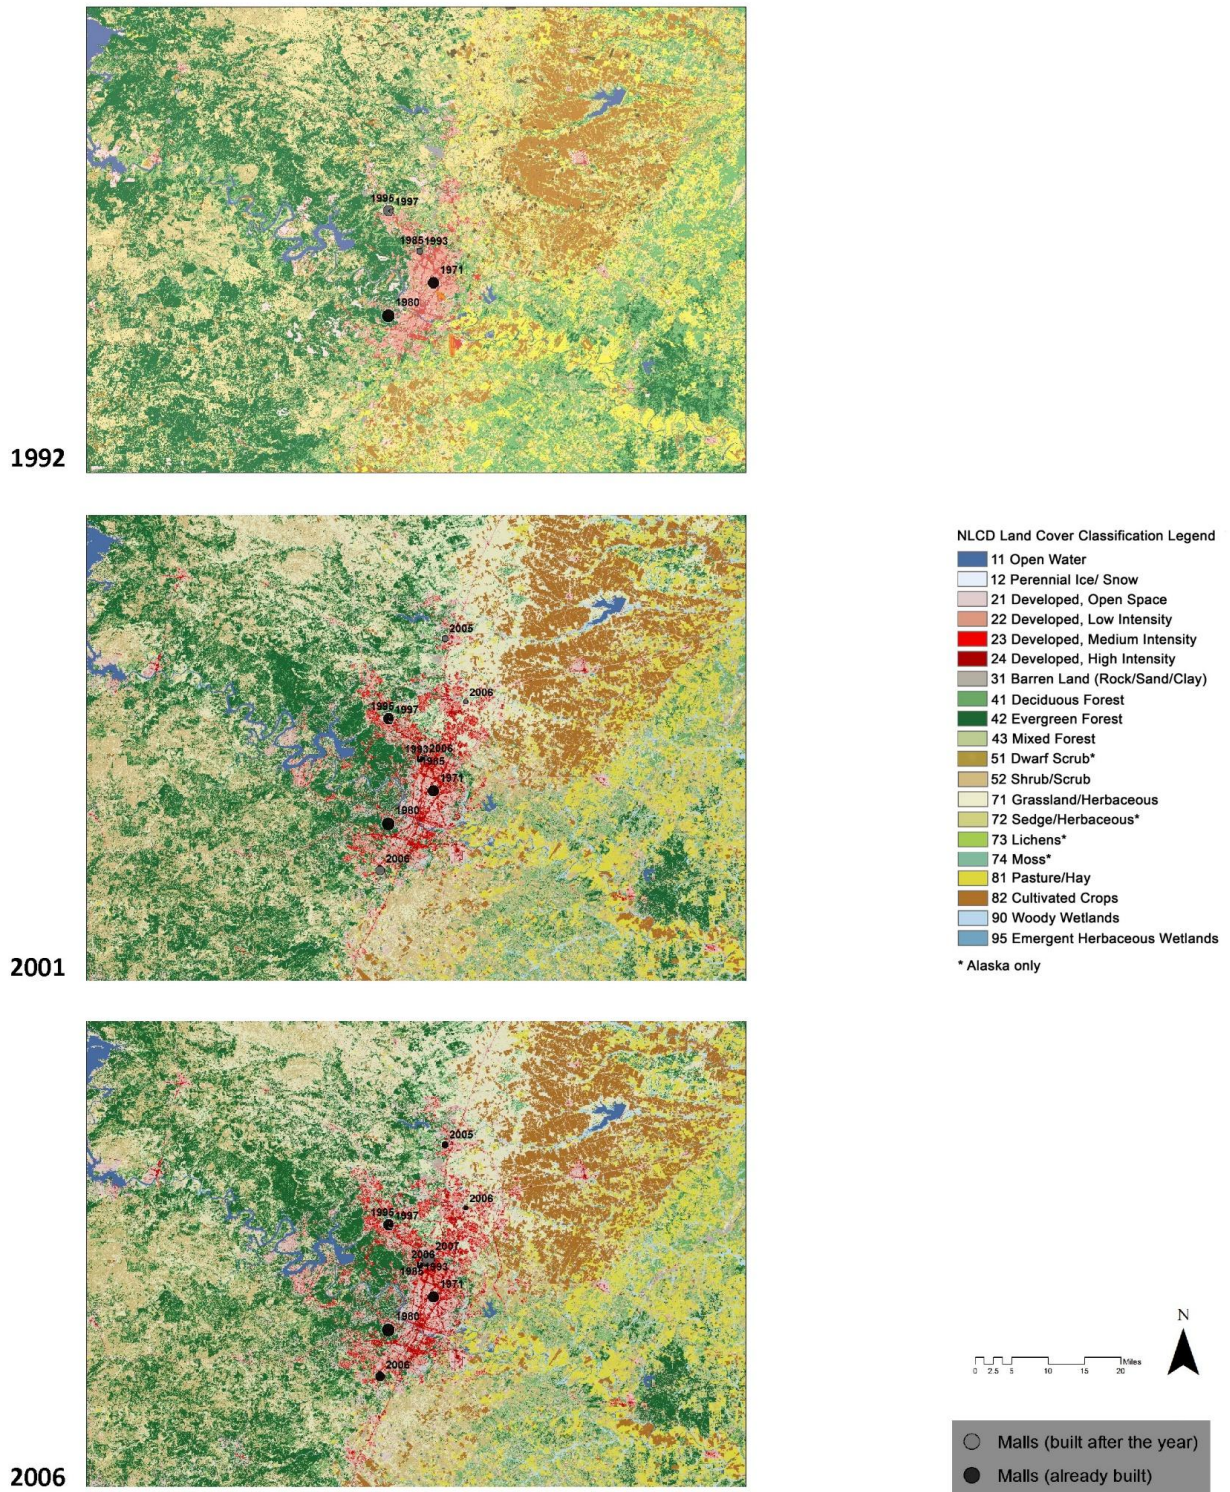 1995 1997
1985 1993
1971
1980
1992
2005
2006
1995 1997
1993 2006
1985
1971
1980
2006
2001
NLCD Land Cover Classification Legend
11 Open Water
12 Perennial Ice/ Snow
21 Developed, Open Space
22 Developed, Low Intensity
23 Developed, Medium Intensity
24 Developed, High Intensity
31 Barren Land (Rock/Sand/Clay)
41 Deciduous Forest
42 Evergreen Forest
43 Mixed Forest
51 Dwarf Scrub*
52 Shrub/Scrub
71 Grassland/Herbaceous
72 Sedge/Herbaceous*
73 Lichens*
74 Moss*
81 Pasture/Hay
82 Cultivated Crops
90 Woody Wetlands
95 Emergent Herbaceous Wetlands
* Alaska only
2005
2006
1995 1997
2007
2006
1985 1993
1971
1980
2006
2006
N
Miles
0 2.5 5 10 15 20
Malls (built after the year)
Malls (already built)